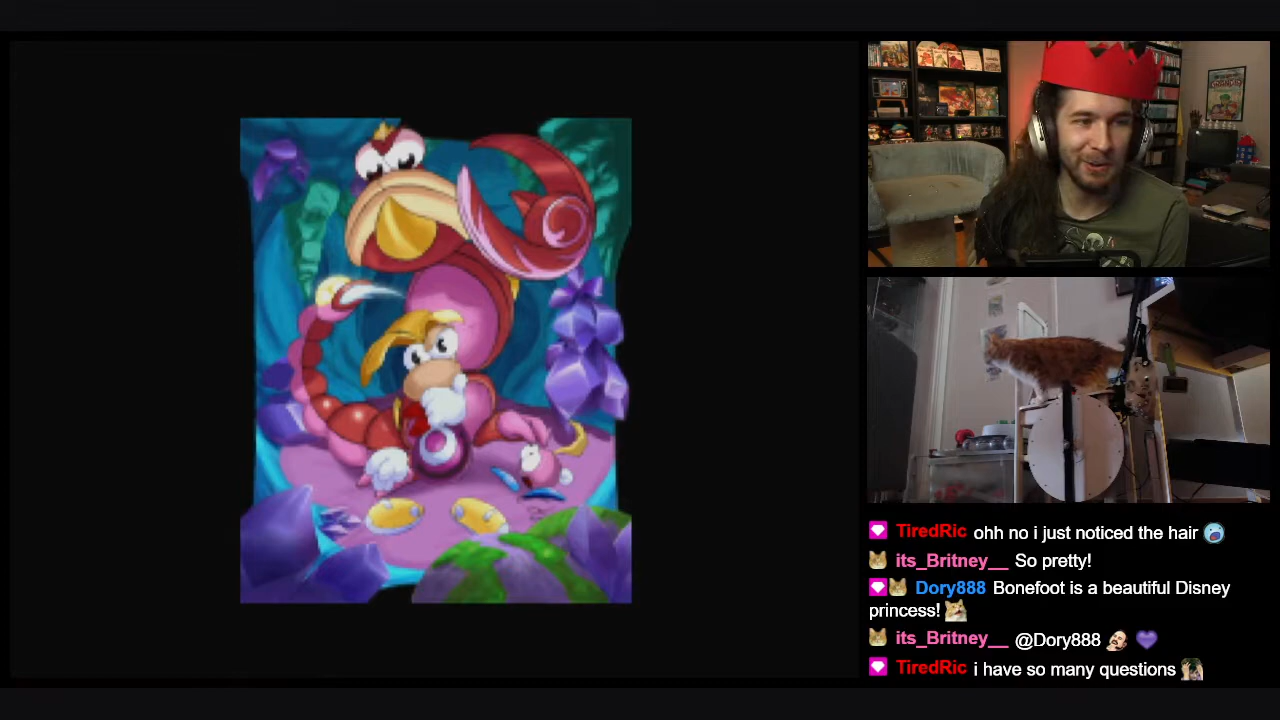 TiredRic ohh no i just noticed the hair
its_Britney__ So pretty!
Dory888 Bonefoot is a beautiful Disney
princess!
its_Britney__ @Dory888
TiredRic i have so many questions